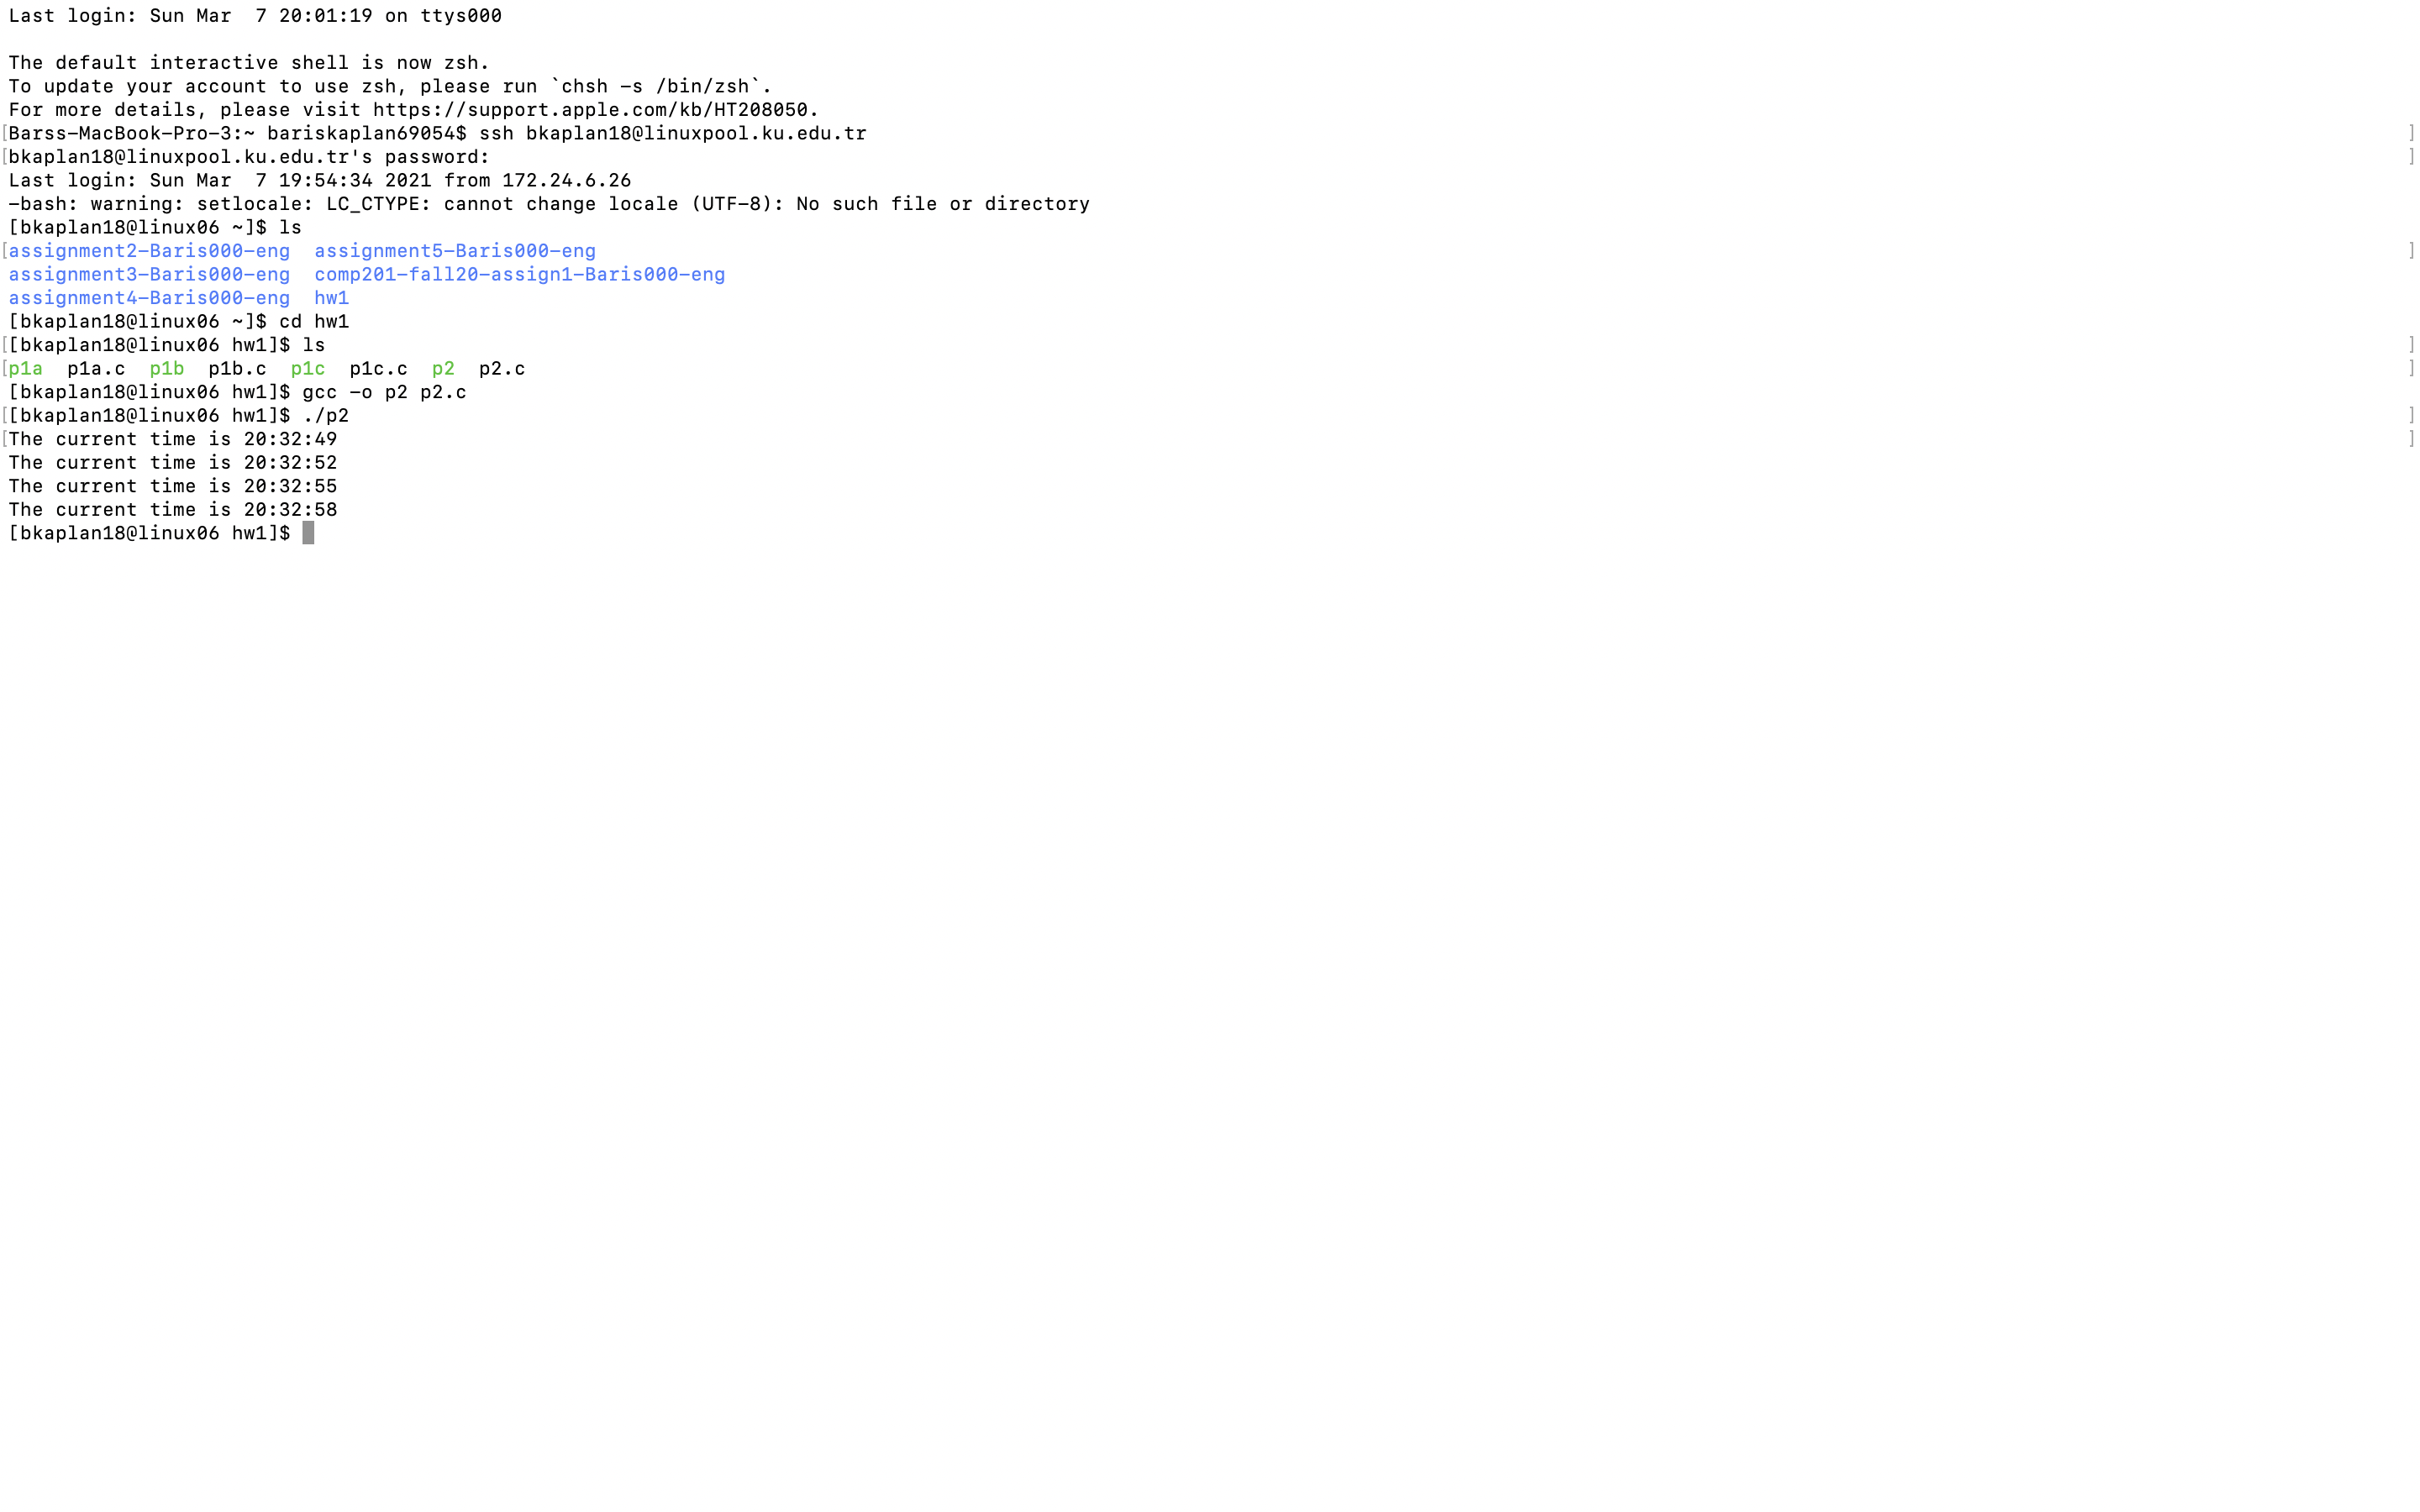 Last login: Sun Mar  7 20:01:19 on ttys000

The default interactive shell is now zsh.
To update your account to use zsh, please run `chsh -s /bin/zsh`.
For more details, please visit https://support.apple.com/kb/HT208050.
[Barss-MacBook-Pro-3:~ bariskaplan69054$ ssh bkaplan18@linuxpool.ku.edu.tr ]
[bkaplan18@linuxpool.ku.edu.tr's password: ]
Last login: Sun Mar  7 19:54:34 2021 from 172.24.6.26
-bash: warning: setlocale: LC_CTYPE: cannot change locale (UTF-8): No such file or directory
[bkaplan18@linux06 ~]$ ls
[assignment2-Baris000-eng  assignment5-Baris000-eng ]
assignment3-Baris000-eng  comp201-fall20-assign1-Baris000-eng
assignment4-Baris000-eng  hw1
[bkaplan18@linux06 ~]$ cd hw1
[[bkaplan18@linux06 hw1]$ ls ]
[p1a  p1a.c  p1b  p1b.c  p1c  p1c.c  p2  p2.c ]
[bkaplan18@linux06 hw1]$ gcc -o p2 p2.c
[[bkaplan18@linux06 hw1]$ ./p2 ]
[The current time is 20:32:49 ]
The current time is 20:32:52
The current time is 20:32:55
The current time is 20:32:58
[bkaplan18@linux06 hw1]$